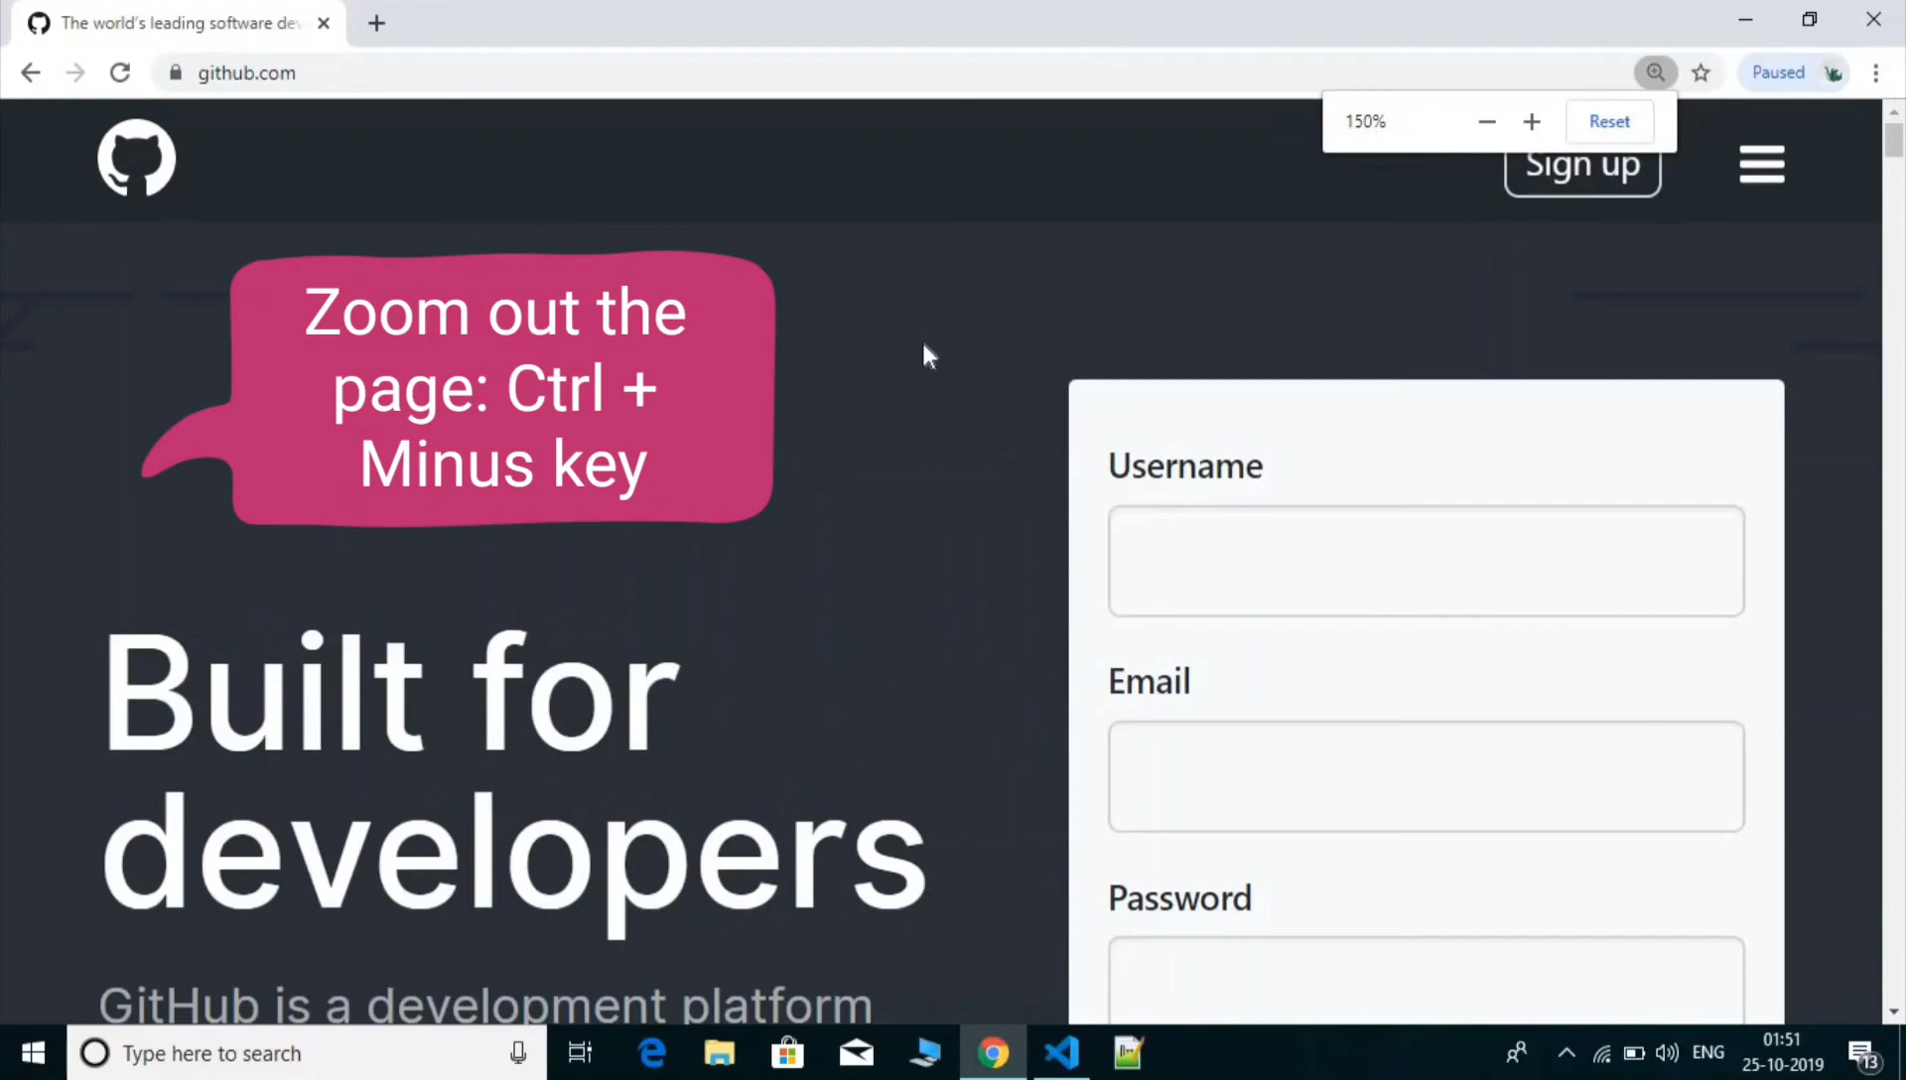 The world's leading software dev
github.com
Paused
150%
Reset
Sign up
Zoom out the
page: Ctrl +
Minus key
Username
Email
Built for
developers
Password
GitHub is a development platform
Type here to search
ENG
01:51
25-10-2019
13